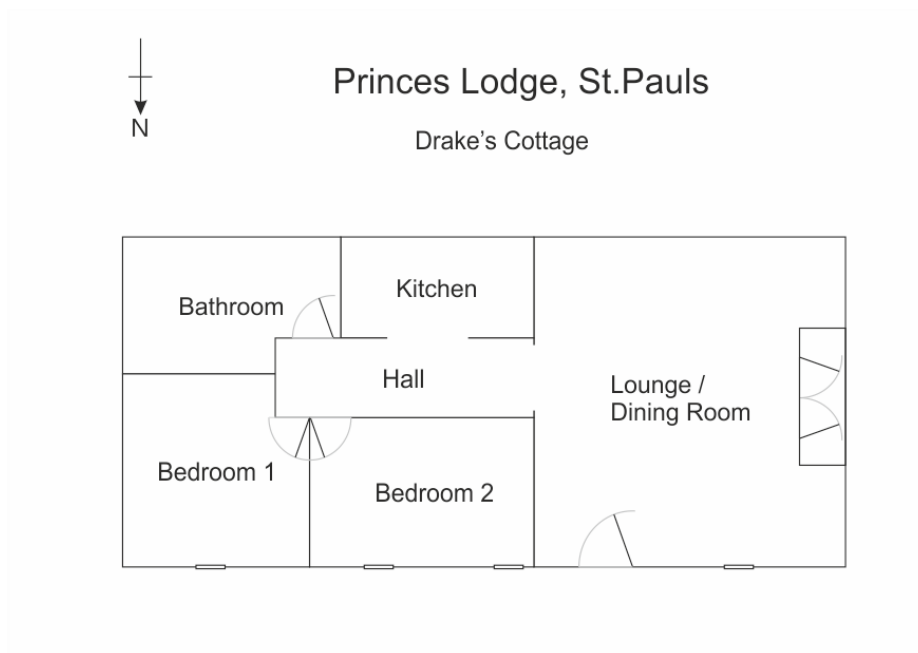 Princes Lodge, St.Pauls
N
Drake’s Cottage
Kitchen
Bathroom
Hall
Lounge /
Dining Room
Bedroom 1
Bedroom 2